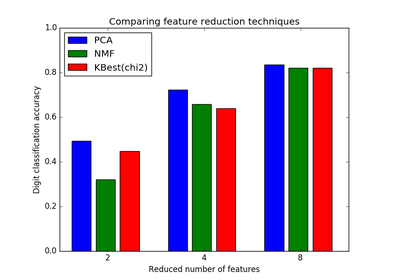 Comparing feature reduction techniques
1.0
PCA
NMF
KBest(chi2)
0.8
0.6
0.4
0.2
0.0
Digit classification accuracy
2 4 8
Reduced number of features